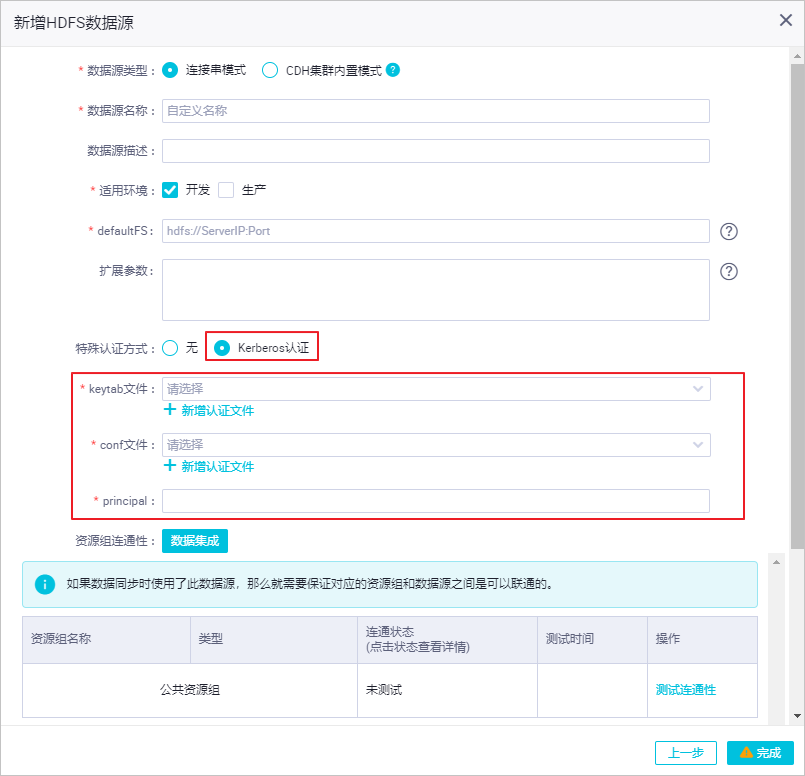 新增HDFS数据源
* 数据源类型： 连接串模式 CDH集群内置模式 ?
* 数据源名称： 自定义名称
数据源描述：
* 适用环境： 开发 生产
* defaultFS： hdfs://ServerIP:Port ?
扩展参数： ?
特殊认证方式： 无 Kerberos认证
* keytab文件： 请选择
+ 新增认证文件
* conf文件： 请选择
+ 新增认证文件
* principal：
资源组连通性： 数据集成
如果数据同步时使用了此数据源，那么就需要保证对应的资源组和数据源之间是可以联通的。
资源组名称 类型 连通状态 测试时间 操作
(点击状态查看详情)
公共资源组 未测试 测试连通性
上一步 完成